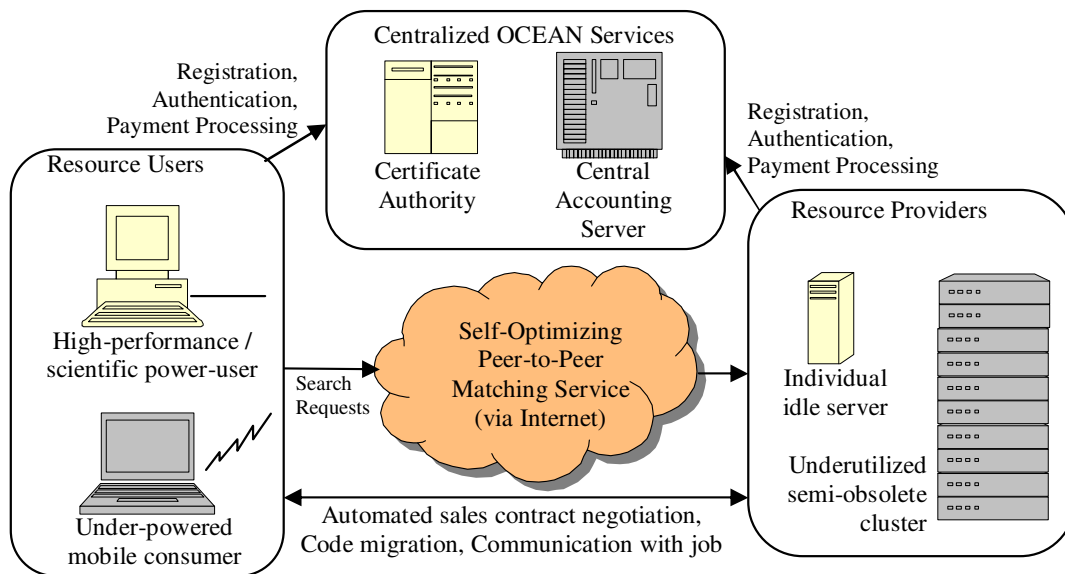 Centralized OCEAN Services
Certificate
Authority
Central
Accounting
Server
Registration,
Authentication,
Payment Processing
Registration,
Authentication,
Payment Processing
Resource Users
High-performance /
scientific power-user
Under-powered
mobile consumer
Search
Requests
Self-Optimizing
Peer-to-Peer
Matching Service
(via Internet)
Resource Providers
Individual
idle server
Underutilized
semi-obsolete
cluster
Automated sales contract negotiation,
Code migration, Communication with job